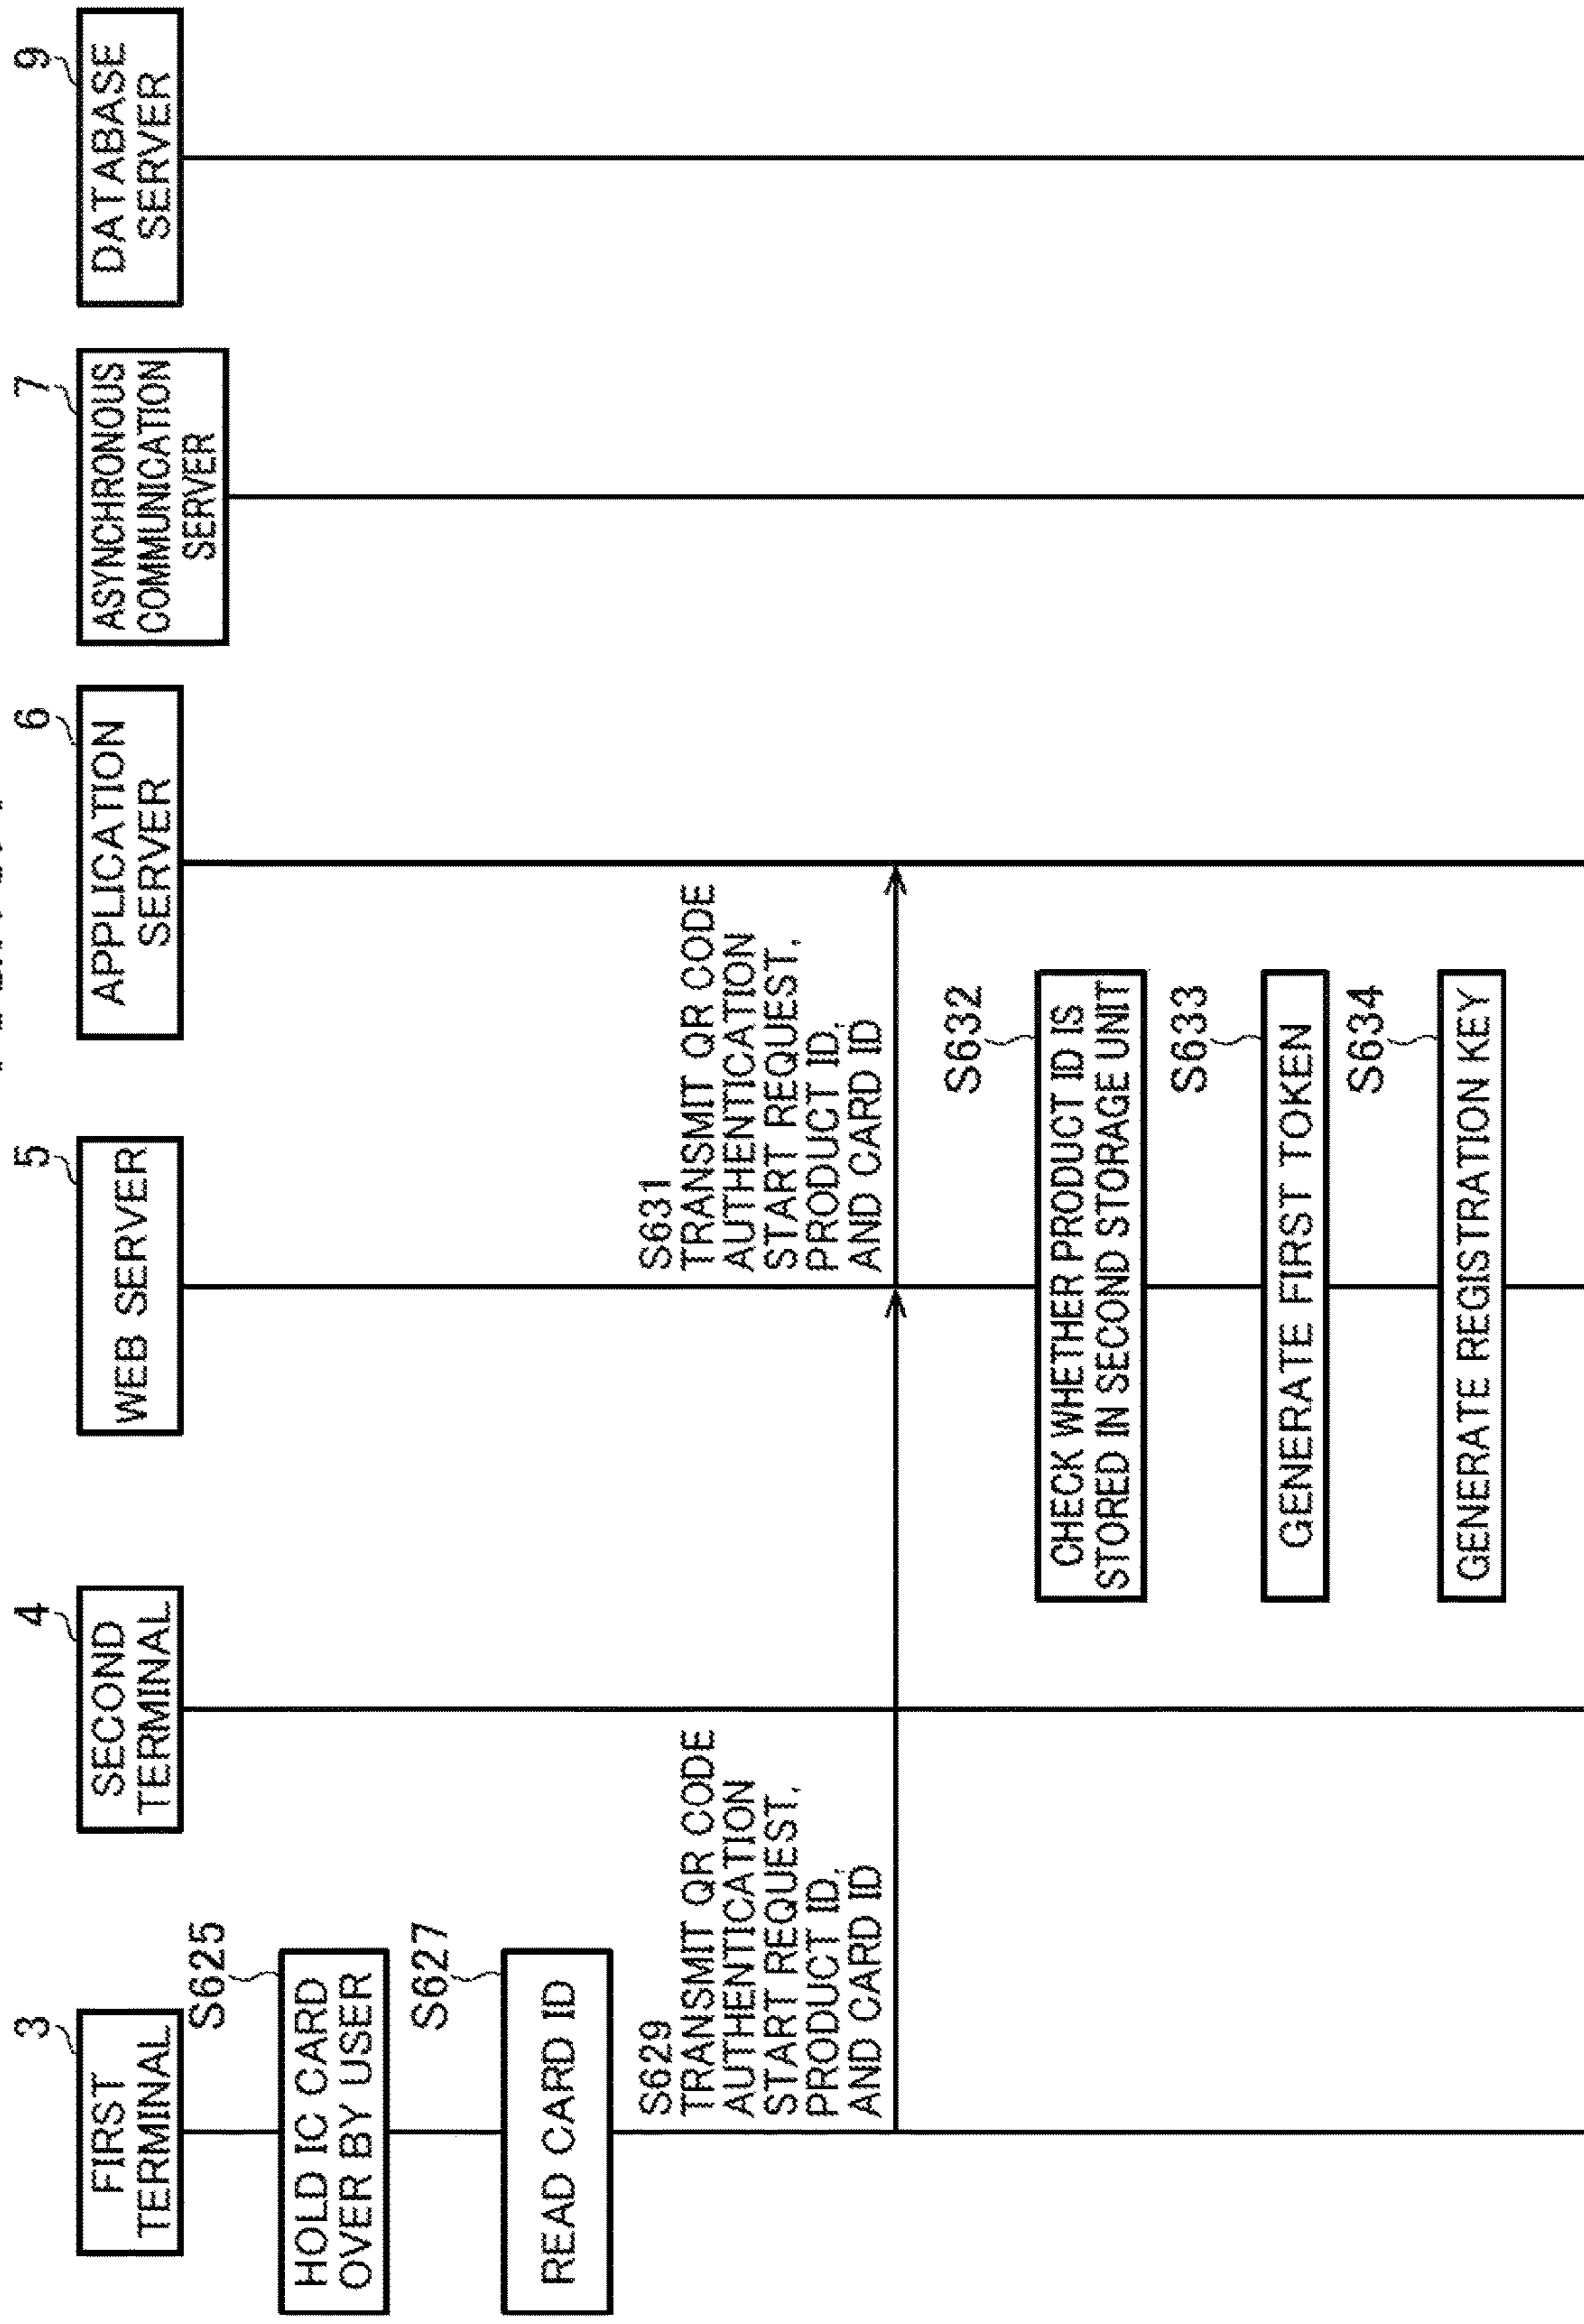 3
FIRST
TERMINAL
4
SECOND
TERMINAL
5
WEB SERVER
6
APPLICATION
SERVER
7
ASYNCHRONOUS
COMMUNICATION
SERVER
9
DATABASE
SERVER
S625
HOLD IC CARD
OVER BY USER
S627
READ CARD ID
S629
TRANSMIT QR CODE
AUTHENTICATION
START REQUEST,
PRODUCT ID,
AND CARD ID
S631
TRANSMIT QR CODE
AUTHENTICATION
START REQUEST,
PRODUCT ID,
AND CARD ID
S632
CHECK WHETHER PRODUCT ID IS
STORED IN SECOND STORAGE UNIT
S633
GENERATE FIRST TOKEN
S634
GENERATE REGISTRATION KEY